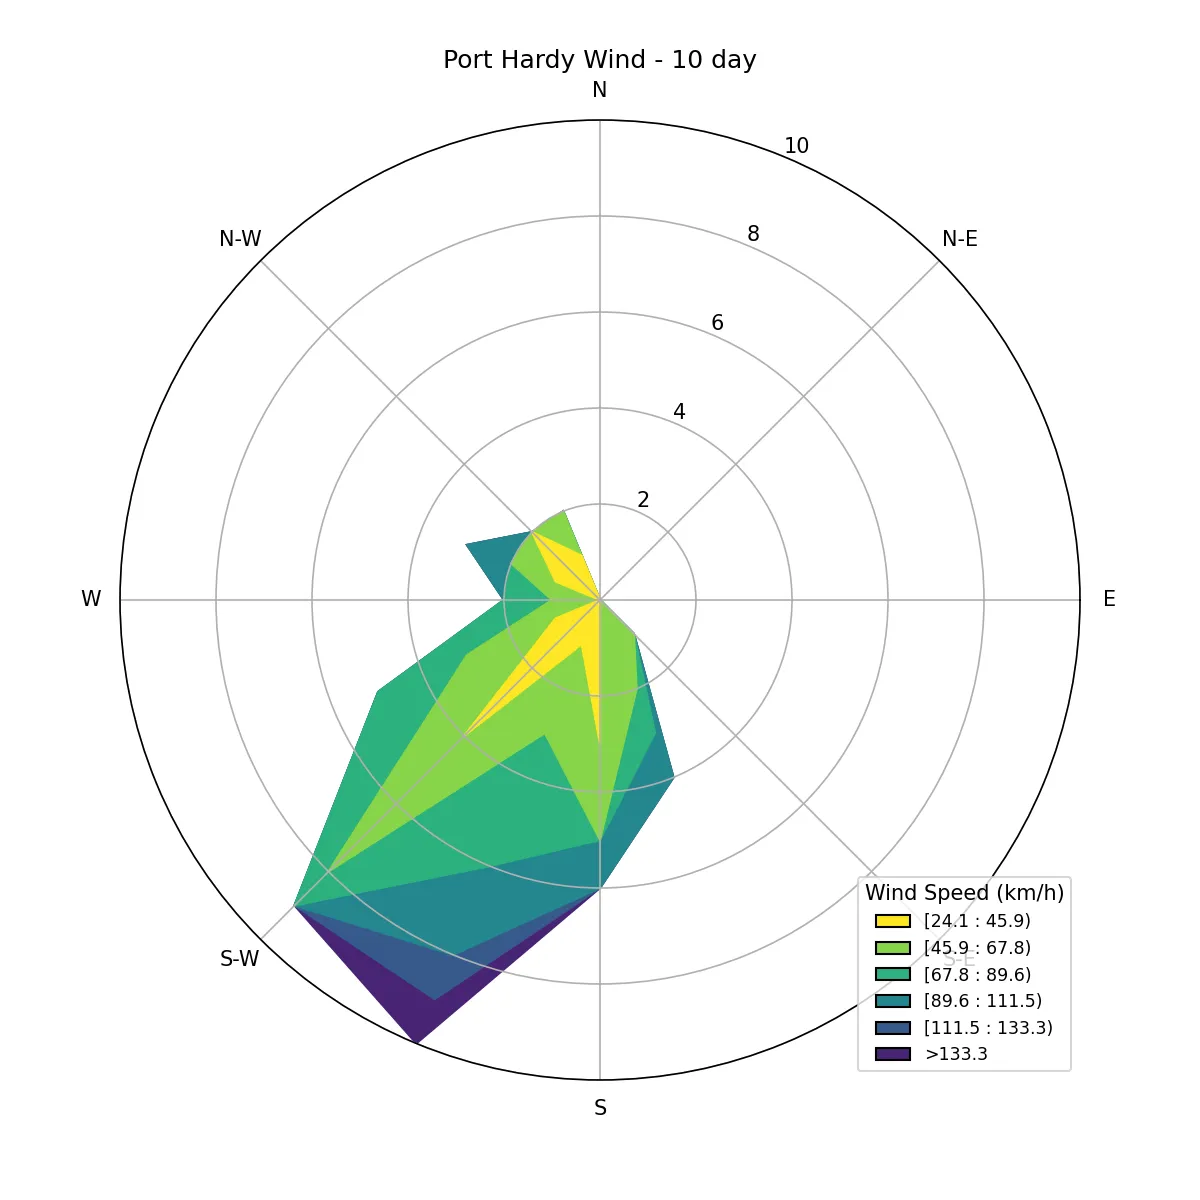 Port Hardy Wind - 10 day
N
10
N-W
8
N-E
6
4
2
W
E
Wind Speed (km/h)
[24.1 : 45.9)
[45.9 : 67.8)
S-W
S-E
[67.8 : 89.6)
[89.6 : 111.5)
[111.5 : 133.3)
>133.3
S